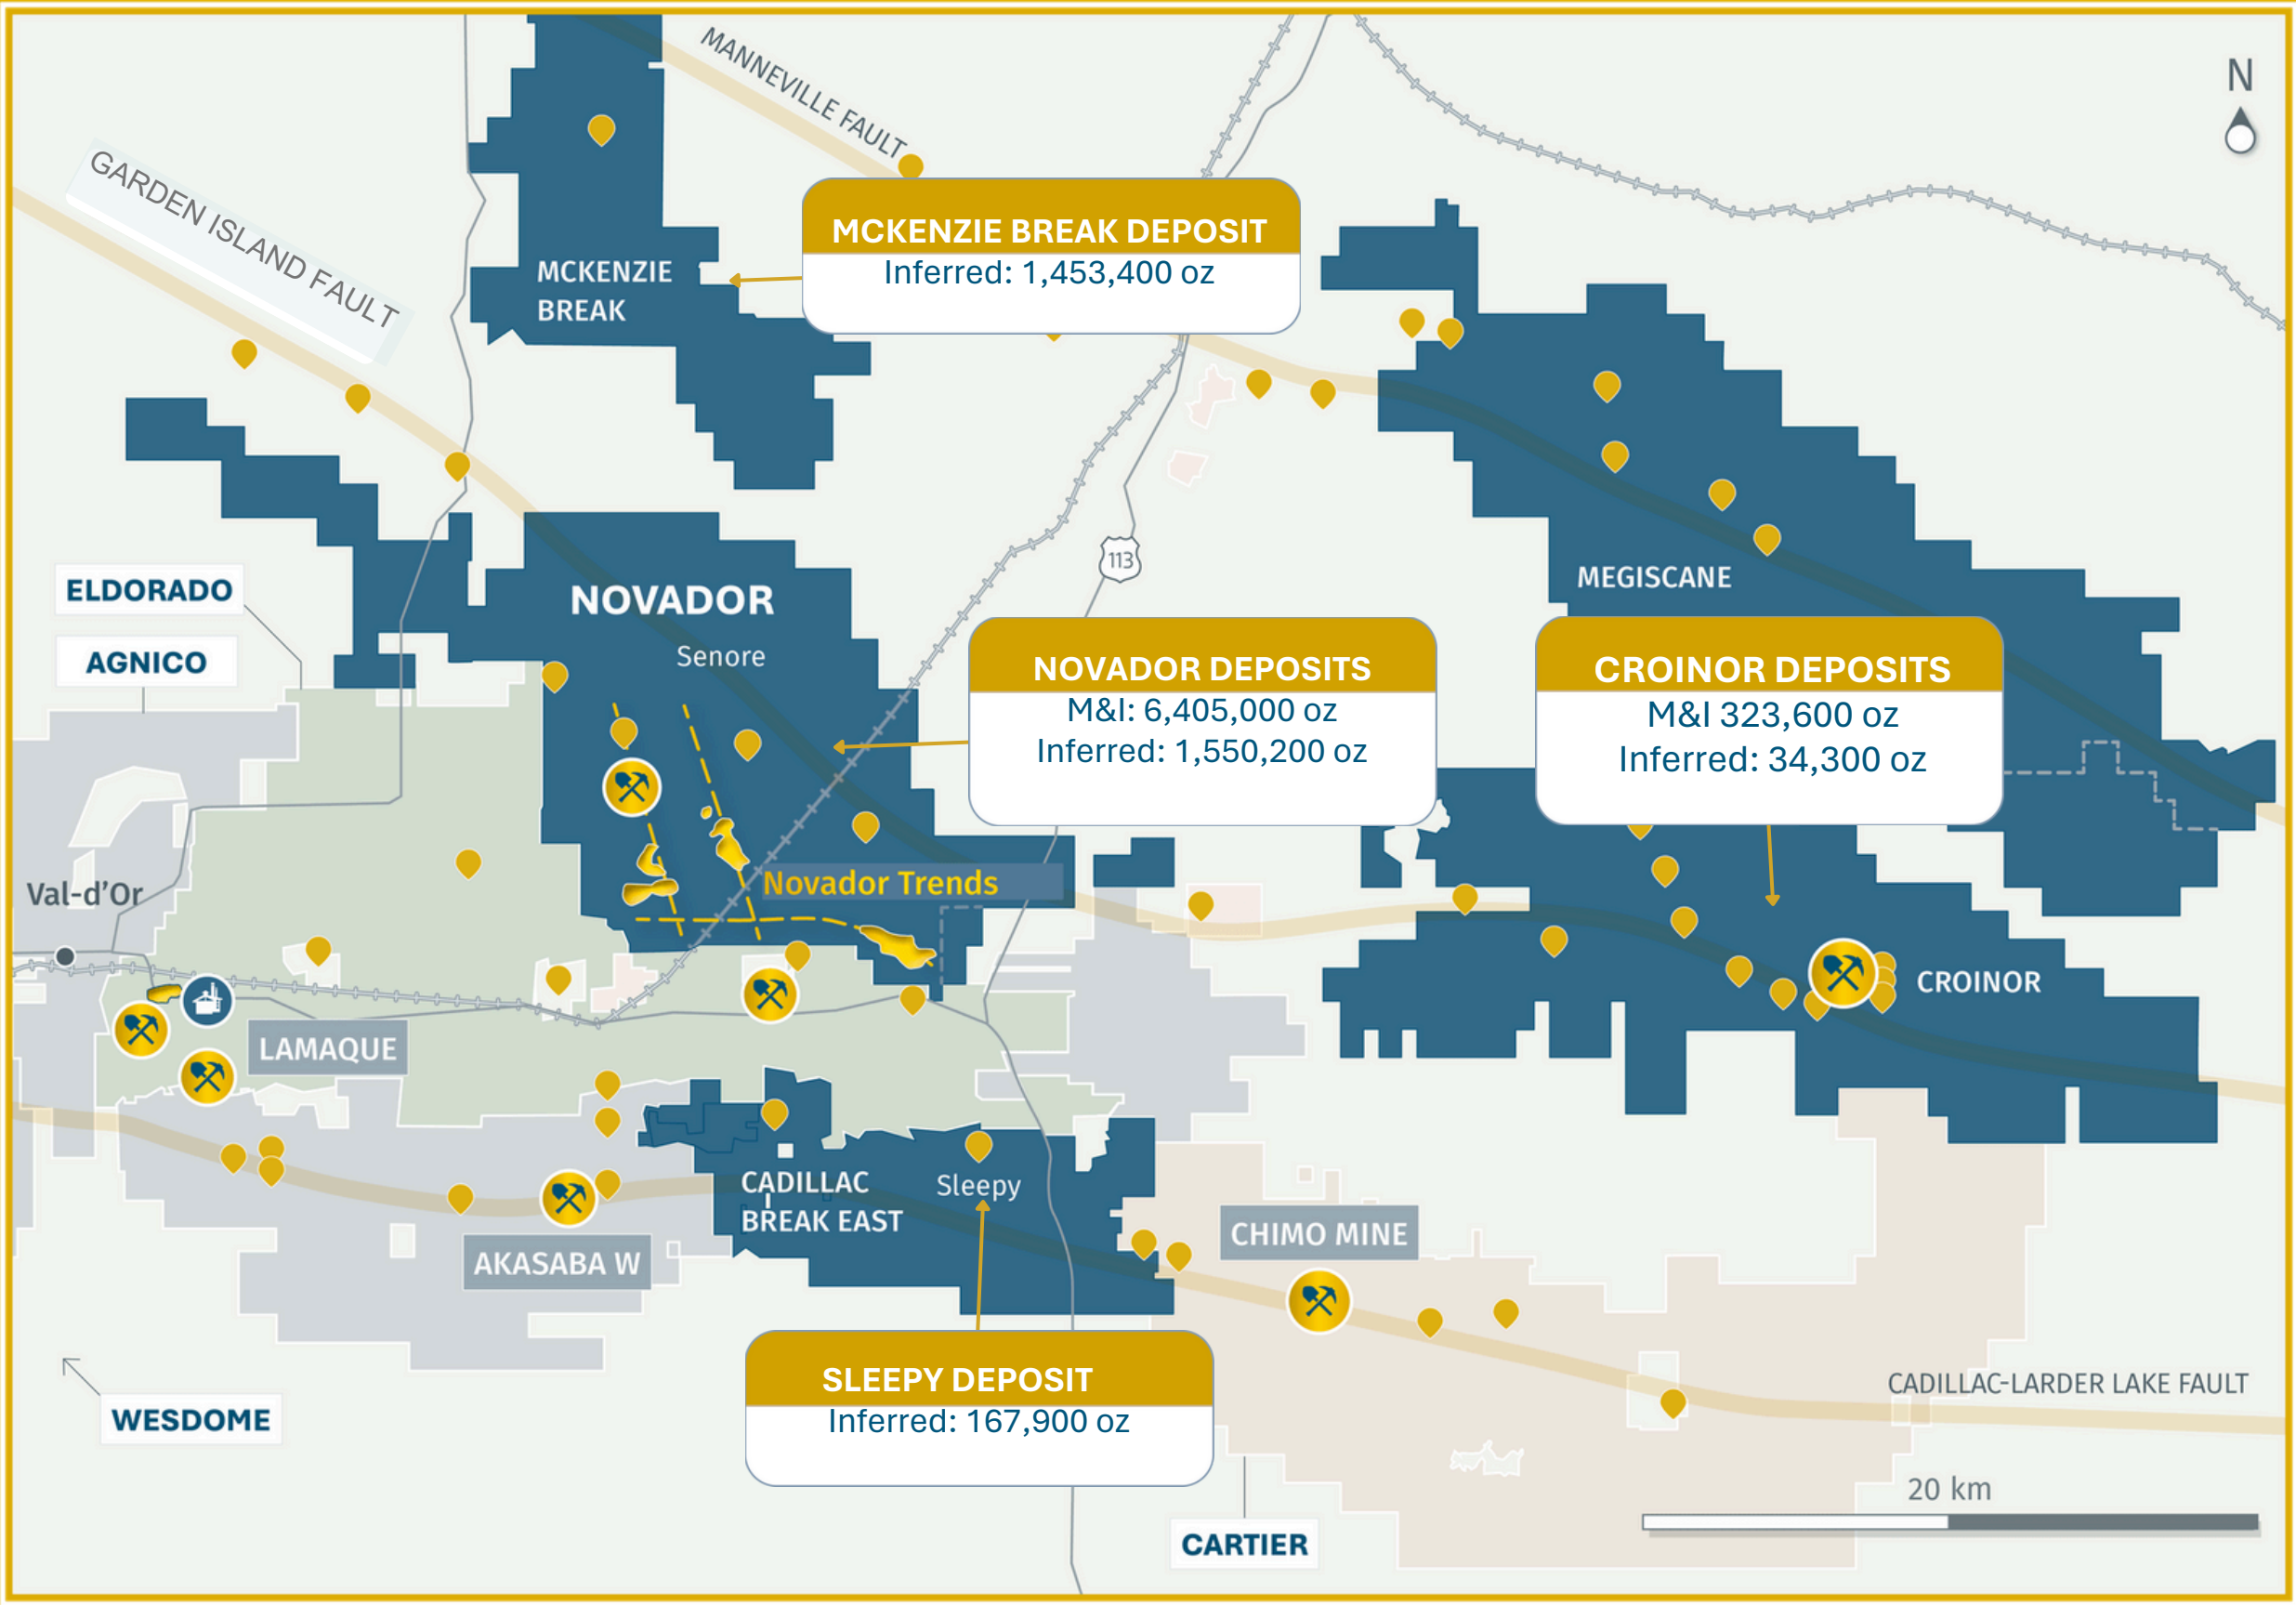 MANNEVILLE FAULT
N
GARDEN ISLAND FAULT
MCKENZIE BREAK DEPOSIT
Inferred: 1,453,400 oz
MCKENZIE
BREAK
113
ELDORADO
AGNICO
NOVADOR
Senore
MEGISCANE
NOVADOR DEPOSITS
M&I: 6,405,000 oz
Inferred: 1,550,200 oz
CROINOR DEPOSITS
M&I 323,600 oz
Inferred: 34,300 oz
Val-d'Or
Novador Trends
CROINOR
LAMAQUE
CADILLAC
BREAK EAST
Sleepy
CHIMO MINE
AKASABA W
SLEEPY DEPOSIT
Inferred: 167,900 oz
CADILLAC-LARDER LAKE FAULT
WESDOME
20 km
CARTIER